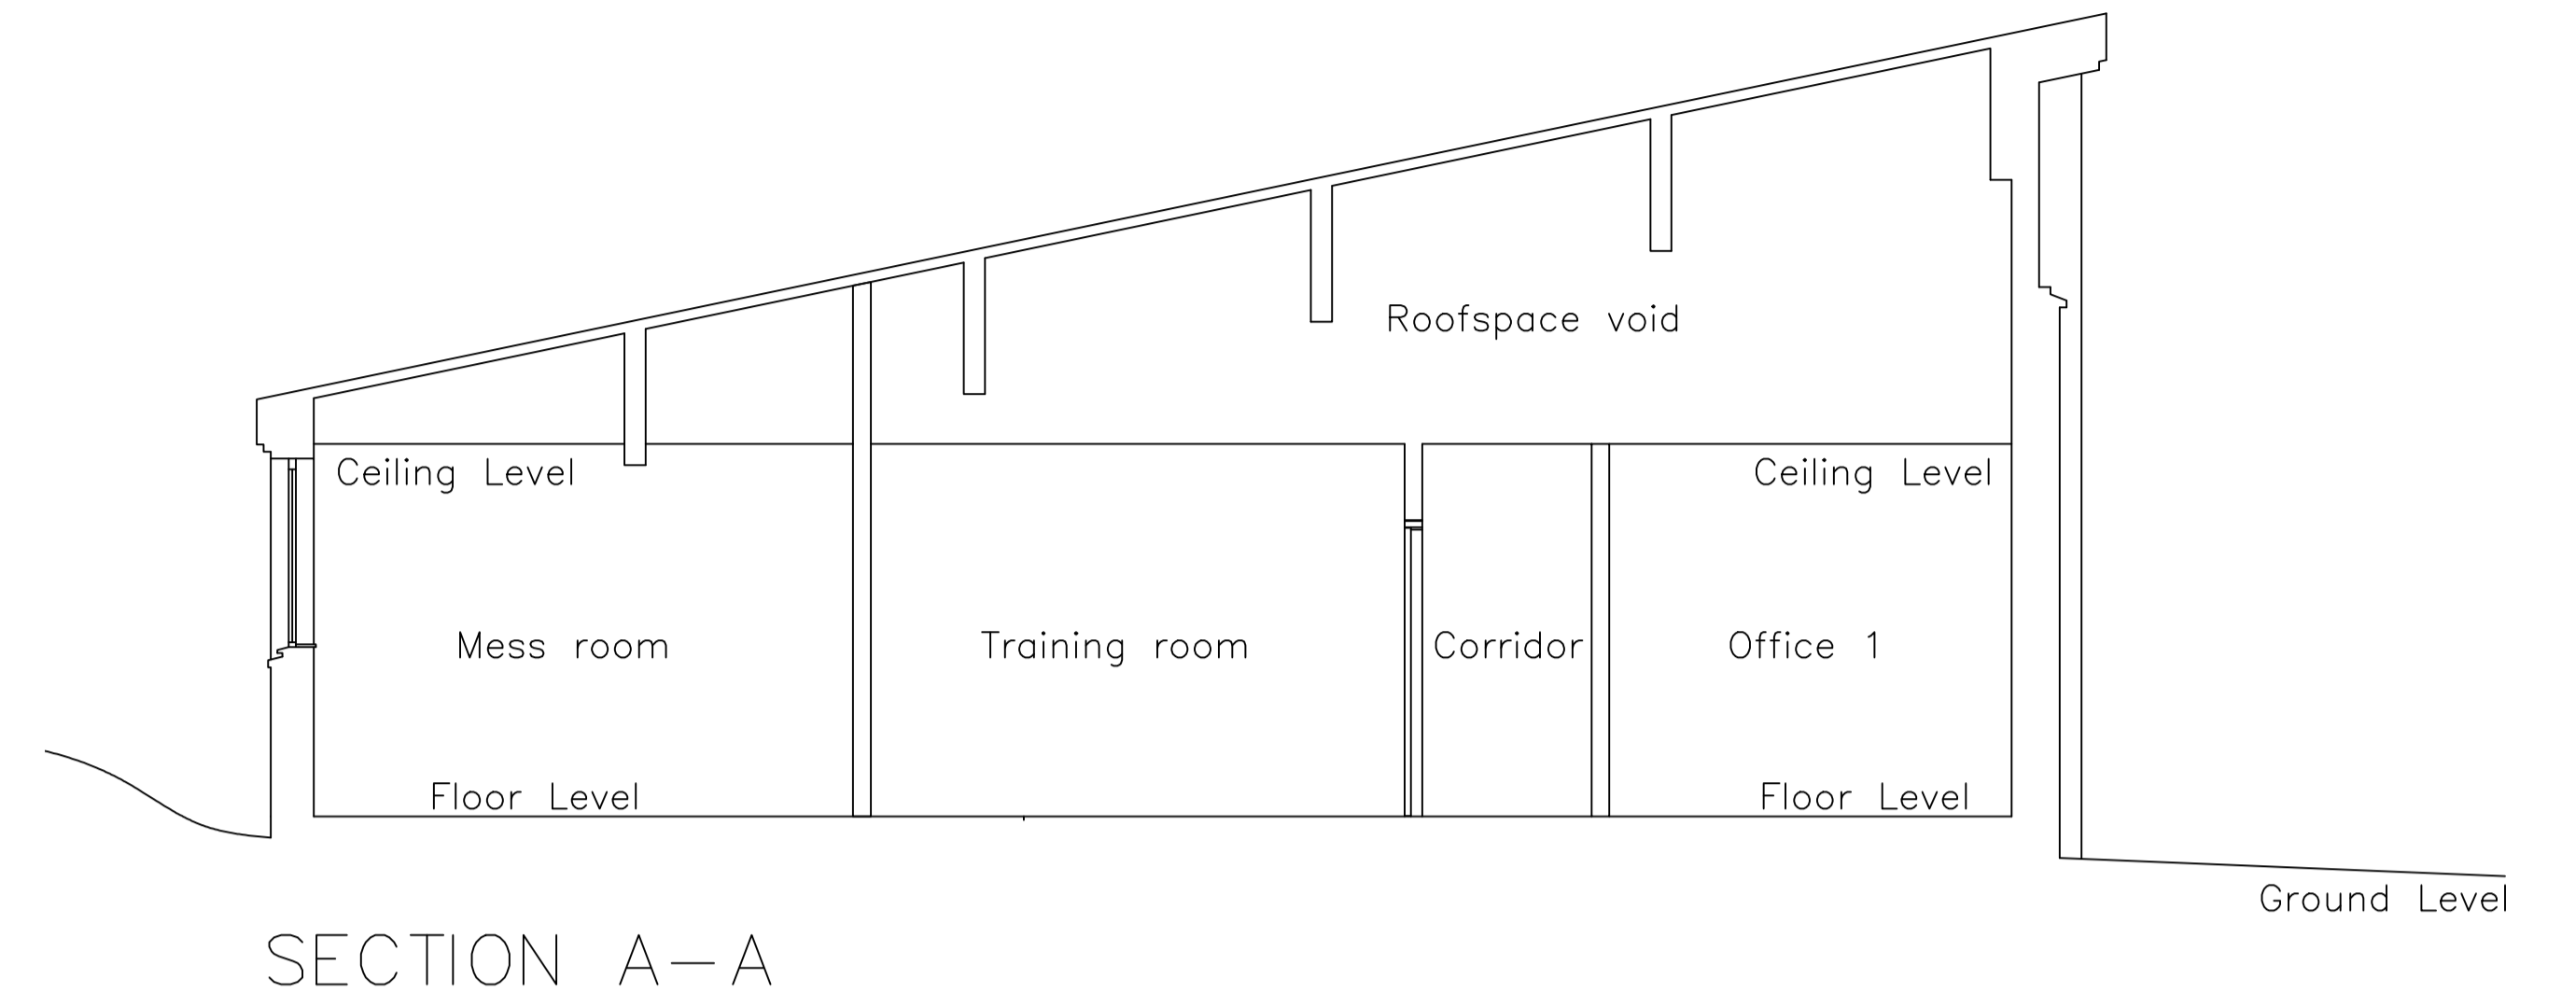 Roofspace void
Ceiling Level
Ceiling Level
Mess room
Training room
Corridor
Office 1
Floor Level
Floor Level
Ground Level
SECTION A-A